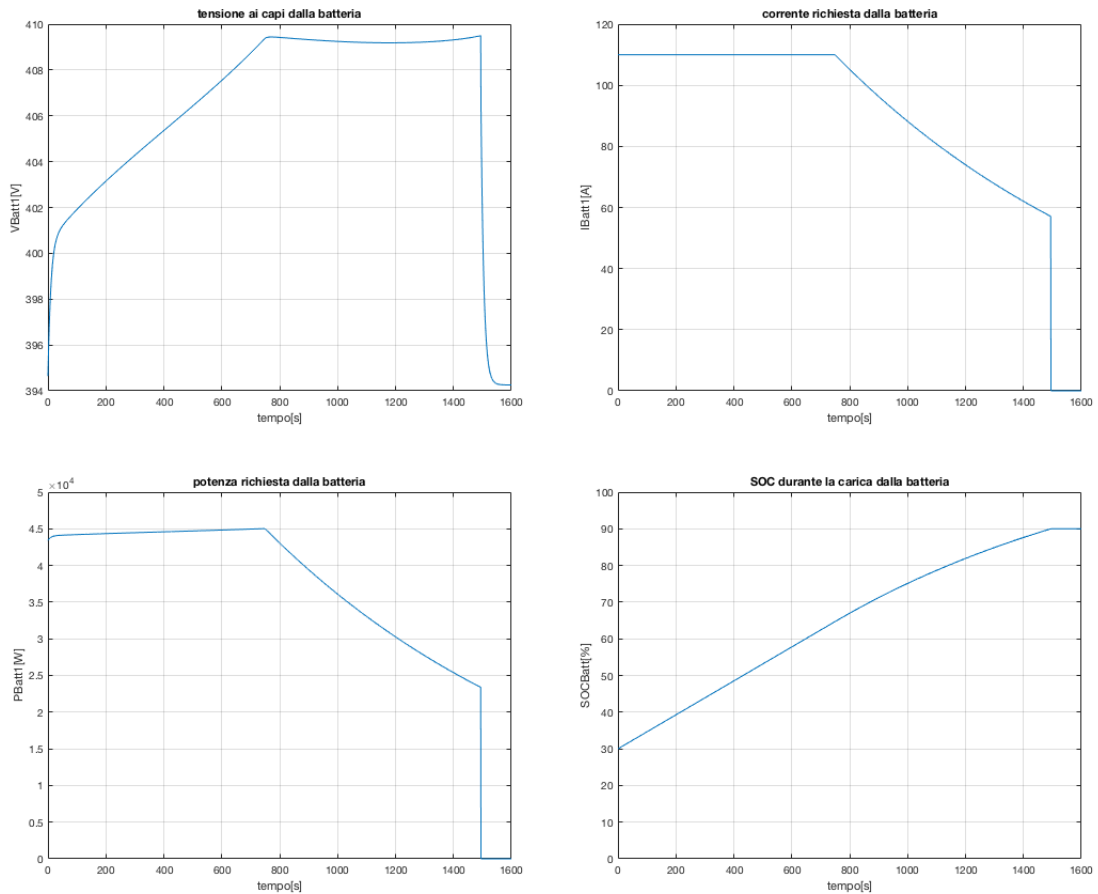 tensione ai capi dalla batteria
410
408
406
404
402
400
398
396
394
VBatt1[V]
0 200 400 600 800 1000 1200 1400 1600
tempo[s]
corrente richiesta dalla batteria
120
100
80
60
40
20
0
IBatt1[A]
0 200 400 600 800 1000 1200 1400 1600
tempo[s]
potenza richiesta dalla batteria
× 10⁴
5
4.5
4
3.5
3
2.5
2
1.5
1
0.5
0
PBatt1[W]
0 200 400 600 800 1000 1200 1400 1600
tempo[s]
SOC durante la carica dalla batteria
100
90
80
70
60
50
40
30
20
10
0
SOCBatt[%]
0 200 400 600 800 1000 1200 1400 1600
tempo[s]